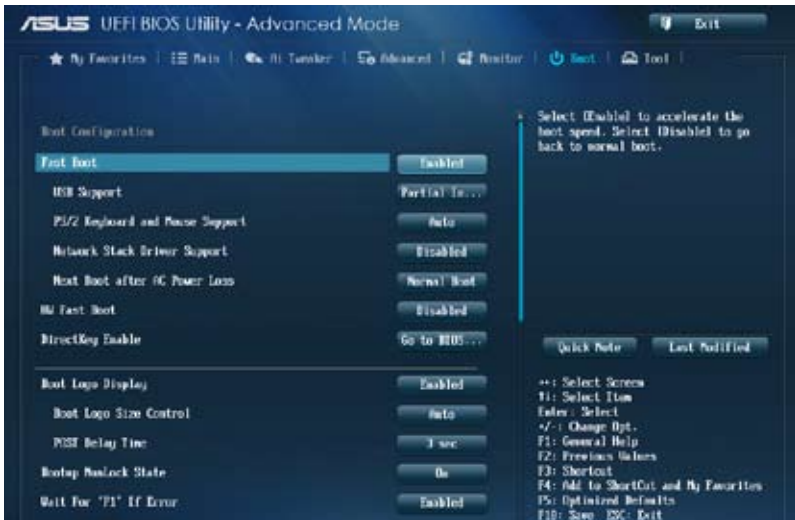 ASUS UEFI BIOS Utility - Advanced Mode
Exit
My Favorites | Main | Ai Tweaker | Advanced | Monitor | Boot | Tool
Boot Configuration
Fast Boot Enabled
USB Support Partial In...
PS/2 Keyboard and Mouse Support Auto
Network Stack Driver Support Disabled
Next Boot after AC Power Loss Normal Boot
HW Fast Boot Disabled
DirectKey Enable Go to BIOS...
Boot Logo Display Enabled
Boot Logo Size Control Auto
POST Delay Time 3 sec
Bootup NumLock State On
Wait For 'F1' If Error Enabled
Select [Enable] to accelerate the
boot speed. Select [Disable] to go
back to normal boot.
Quick Note Last Modified
→←: Select Screen
↑↓: Select Item
Enter: Select
+/-: Change Opt.
F1: General Help
F2: Previous Values
F3: Shortcut
F4: Add to ShortCut and My Favorites
F5: Optimized Defaults
F10: Save ESC: Exit